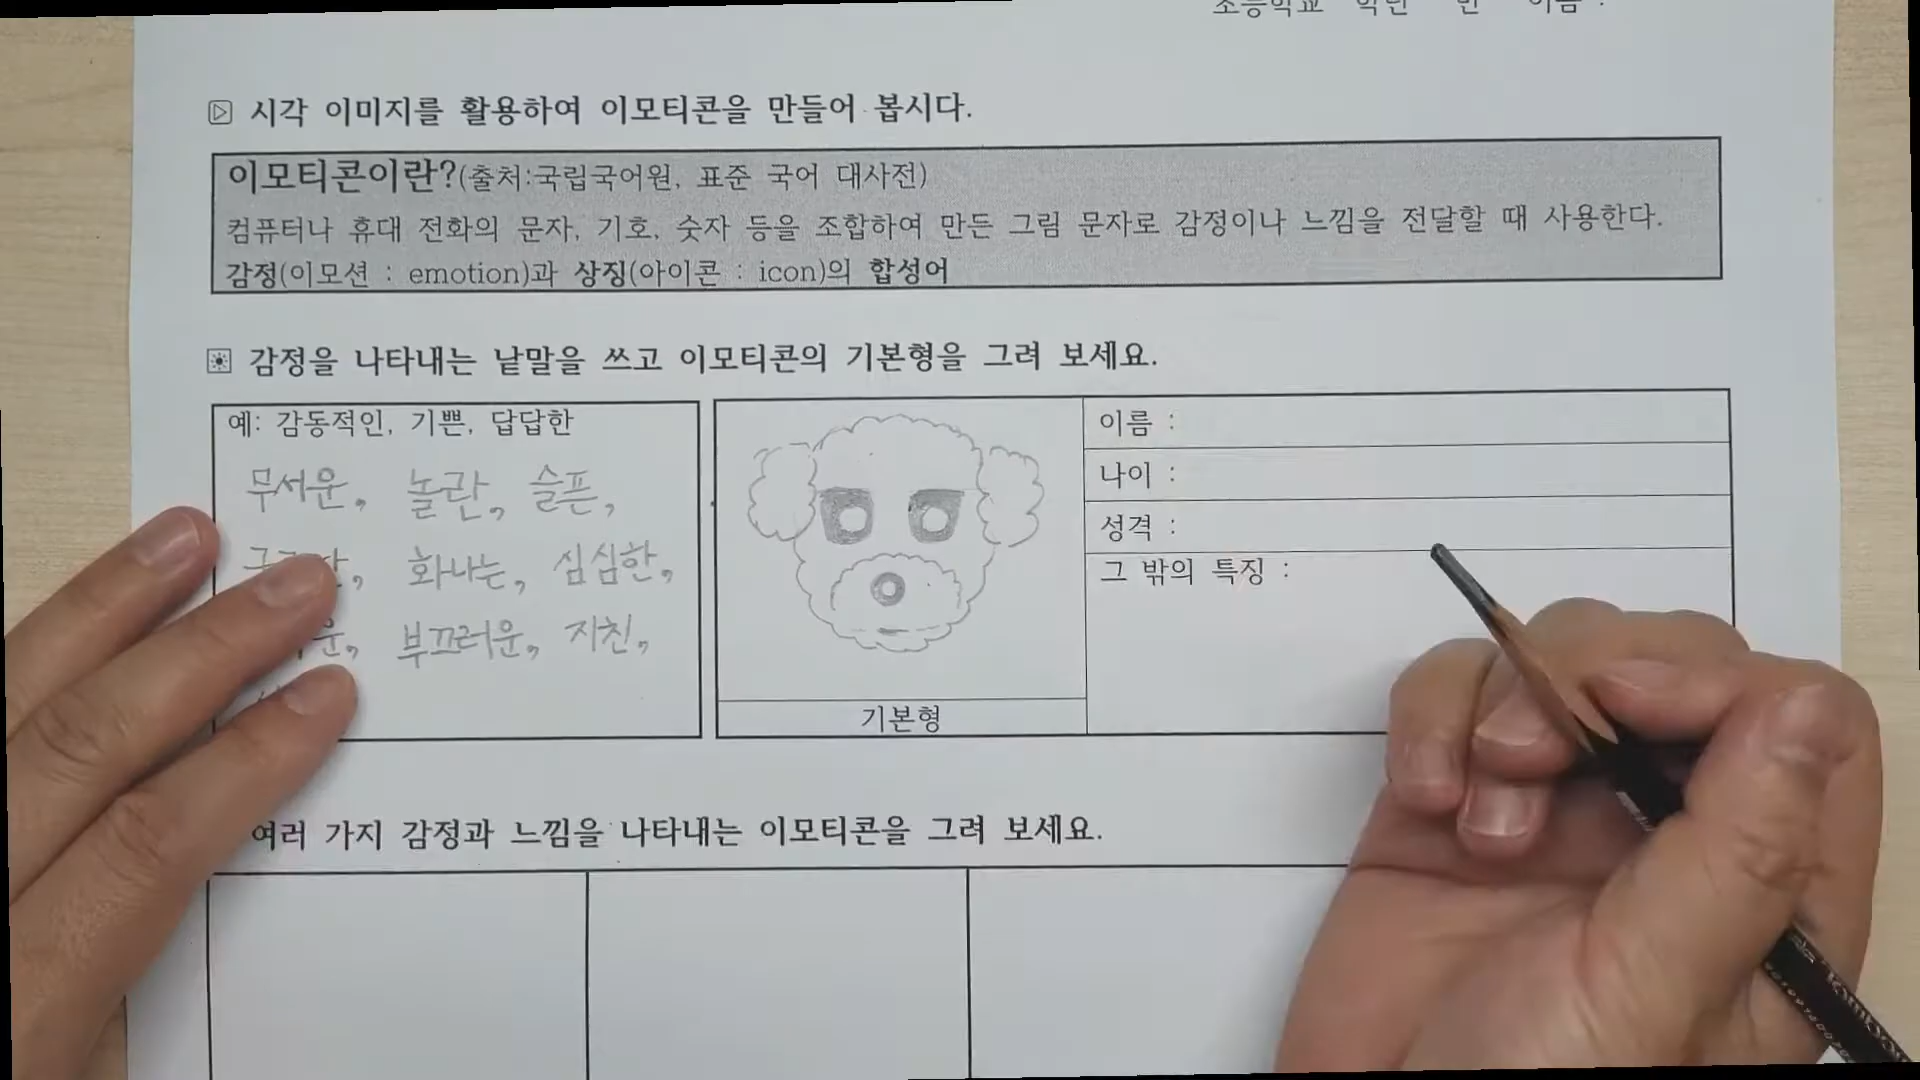 초등학교 학년 반 이름 :
시각 이미지를 활용하여 이모티콘을 만들어 봅시다.
이모티콘이란?(출처:국립국어원, 표준 국어 대사전)
컴퓨터나 휴대 전화의 문자, 기호, 숫자 등을 조합하여 만든 그림 문자로 감정이나 느낌을 전달할 때 사용한다.
감정(이모션 : emotion)과 상징(아이콘 : icon)의 합성어
감정을 나타내는 낱말을 쓰고 이모티콘의 기본형을 그려 보세요.
예: 감동적인, 기쁜, 답답한
무서운, 놀란, 슬픈,
화나는, 심심한,
부끄러운, 지친,
기본형
이름 :
나이 :
성격 :
그 밖의 특징 :
여러 가지 감정과 느낌을 나타내는 이모티콘을 그려 보세요.